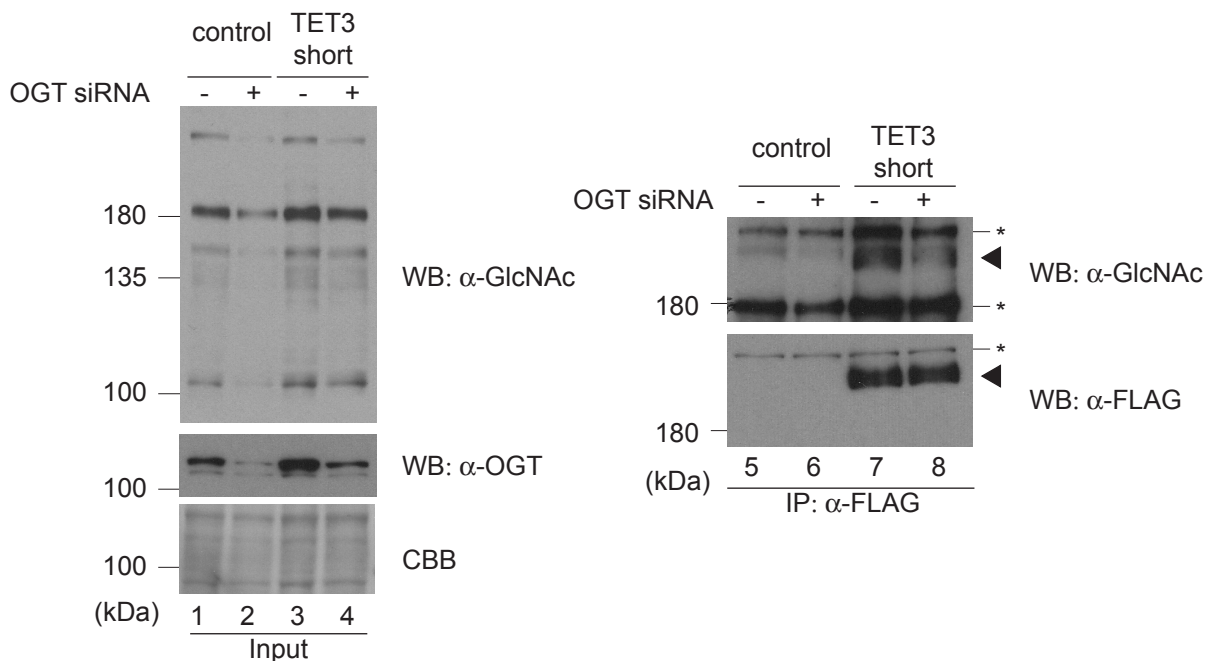 control TET3
short
OGT siRNA - + - +
180
135
WB: α-GlcNAc
100
WB: α-OGT
100
CBB
100
(kDa) 1 2 3 4
Input
control TET3
short
OGT siRNA - + - +
*
WB: α-GlcNAc
180 *
*
WB: α-FLAG
180
(kDa) 5 6 7 8
IP: α-FLAG